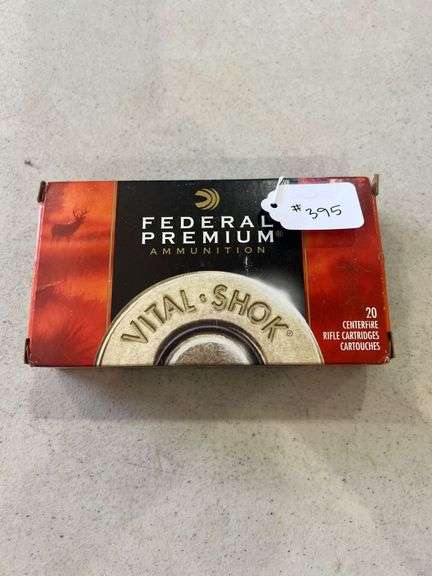 FEDERAL
PREMIUM
AMMUNITION
#395
VITAL·SHOK
20
CENTERFIRE
RIFLE CARTRIDGES
CARTOUCHES